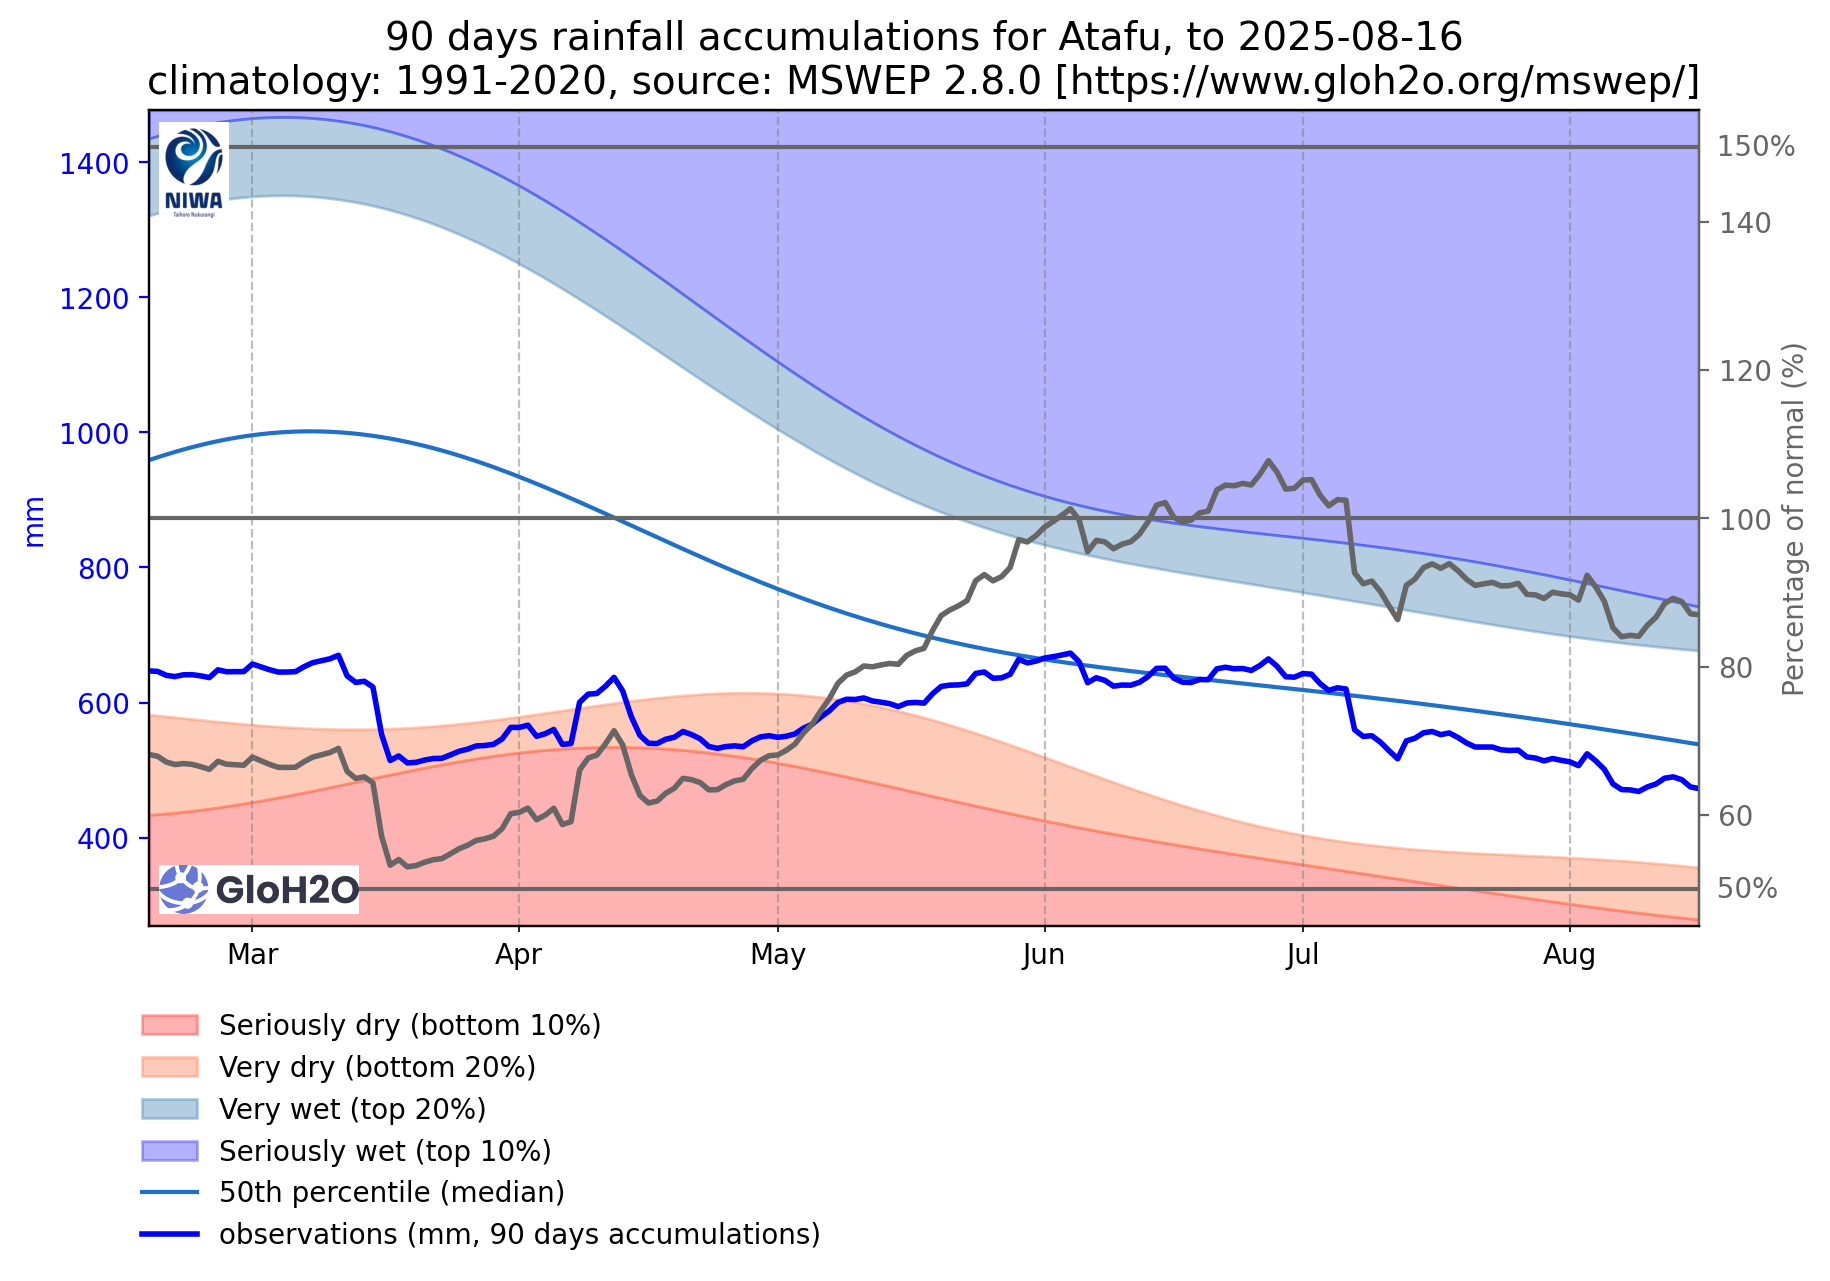 90 days rainfall accumulations for Atafu, to 2025-08-16
climatology: 1991-2020, source: MSWEP 2.8.0 [https://www.gloh2o.org/mswep/]
NIWA
Taihoro Nukurangi
1400
1200
1000
800
600
400
mm
150%
140
120
100
80
60
50%
Percentage of normal (%)
GloH2O
Mar
Apr
May
Jun
Jul
Aug
Seriously dry (bottom 10%)
Very dry (bottom 20%)
Very wet (top 20%)
Seriously wet (top 10%)
50th percentile (median)
observations (mm, 90 days accumulations)